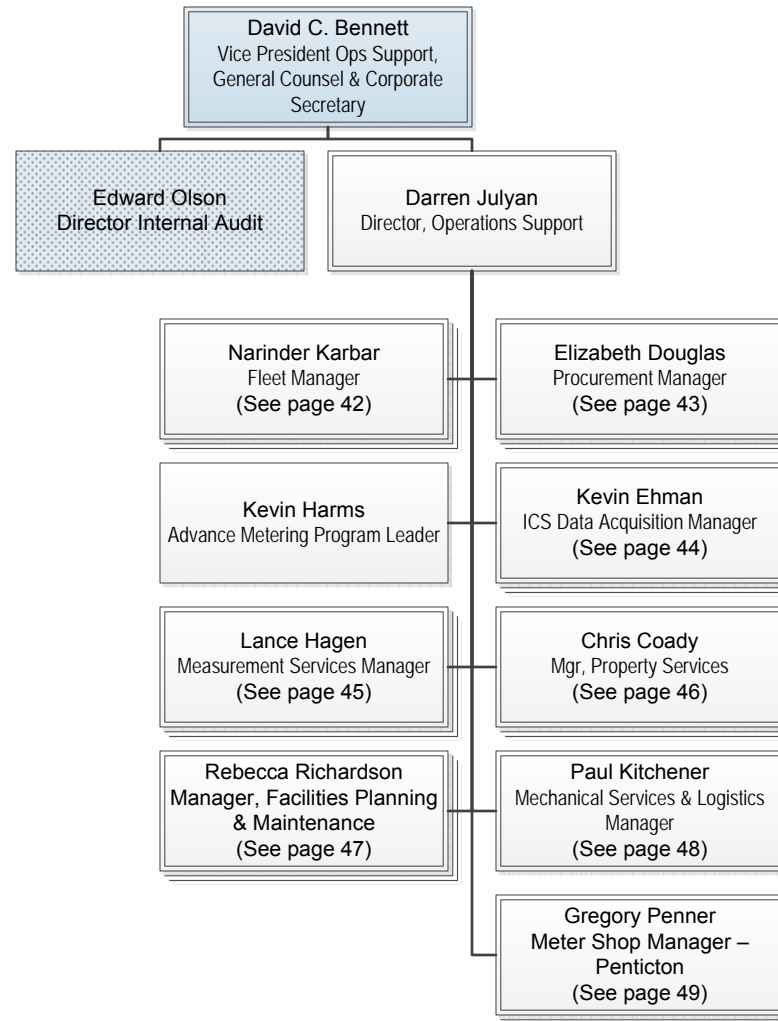 David C. Bennett
Vice President Ops Support,
General Counsel & Corporate
Secretary
Edward Olson
Director Internal Audit
Darren Julyan
Director, Operations Support
Narinder Karbar
Fleet Manager
(See page 42)
Elizabeth Douglas
Procurement Manager
(See page 43)
Kevin Harms
Advance Metering Program Leader
Kevin Ehman
ICS Data Acquisition Manager
(See page 44)
Lance Hagen
Measurement Services Manager
(See page 45)
Chris Coady
Mgr, Property Services
(See page 46)
Rebecca Richardson
Manager, Facilities Planning
& Maintenance
(See page 47)
Paul Kitchener
Mechanical Services & Logistics
Manager
(See page 48)
Gregory Penner
Meter Shop Manager –
Penticton
(See page 49)